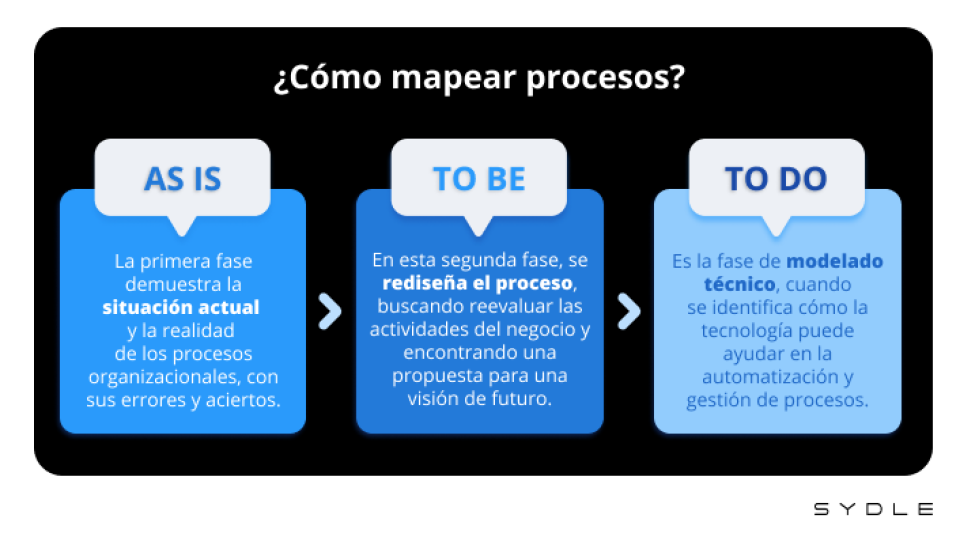 ¿Cómo mapear procesos?
AS IS
La primera fase
demuestra la
situación actual
y la realidad
de los procesos
organizacionales, con
sus errores y aciertos.
TO BE
En esta segunda fase, se
rediseña el proceso,
buscando reevaluar las
actividades del negocio y
encontrando una
propuesta para una
visión de futuro.
TO DO
Es la fase de modelado
técnico, cuando
se identifica cómo la
tecnología puede
ayudar en la
automatización y
gestión de procesos.
SYDLE